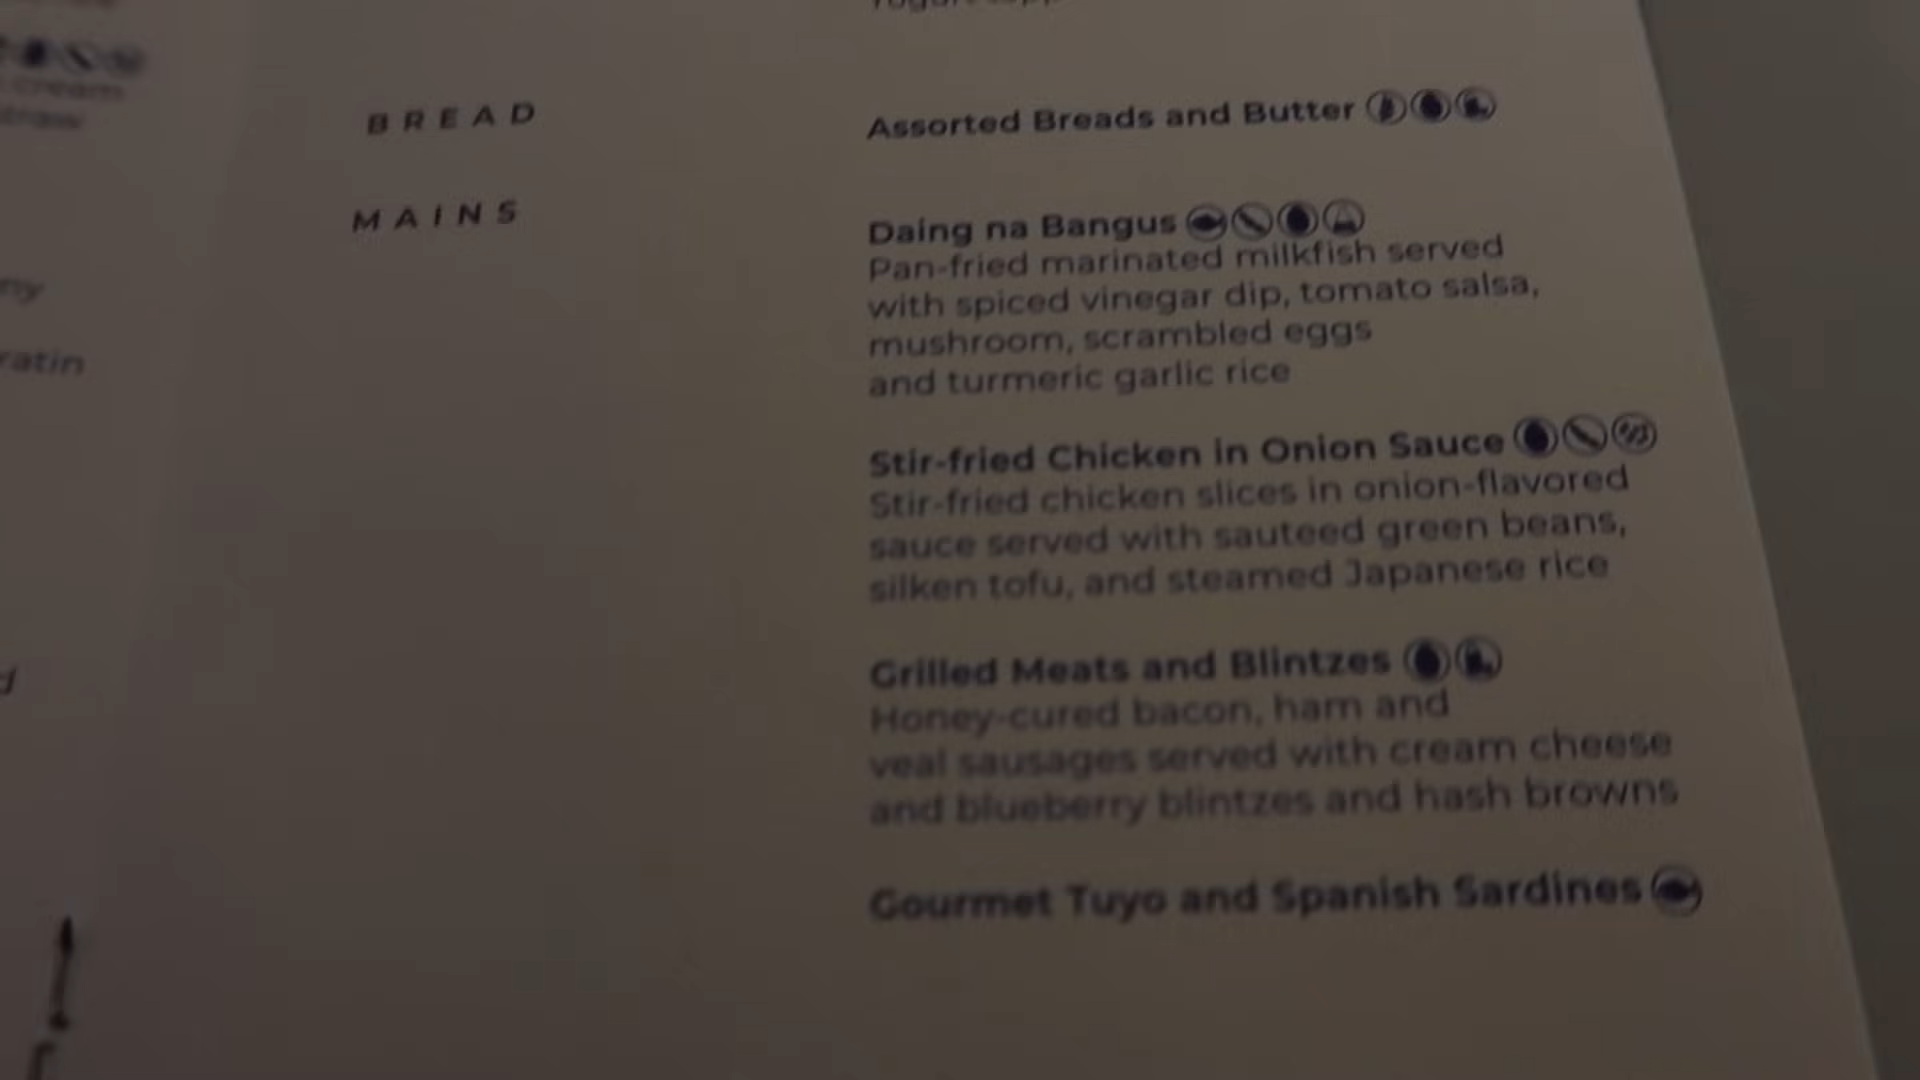 cream
straw
ny
ratin
d
BREAD
Assorted Breads and Butter
MAINS
Daing na Bangus
Pan-fried marinated milkfish served
with spiced vinegar dip, tomato salsa,
mushroom, scrambled eggs
and turmeric garlic rice
Stir-fried Chicken in Onion Sauce
Stir-fried chicken slices in onion-flavored
sauce served with sauteed green beans,
silken tofu, and steamed Japanese rice
Grilled Meats and Blintzes
Honey-cured bacon, ham and
veal sausages served with cream cheese
and blueberry blintzes and hash browns
Gourmet Tuyo and Spanish Sardines